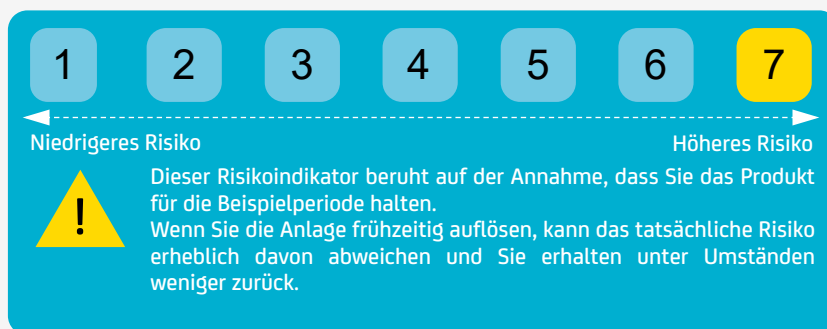 1 2 3 4 5 6 7
Niedrigeres Risiko Höheres Risiko
!
Dieser Risikoindikator beruht auf der Annahme, dass Sie das Produkt
für die Beispielperiode halten.
Wenn Sie die Anlage frühzeitig auflösen, kann das tatsächliche Risiko
erheblich davon abweichen und Sie erhalten unter Umständen
weniger zurück.